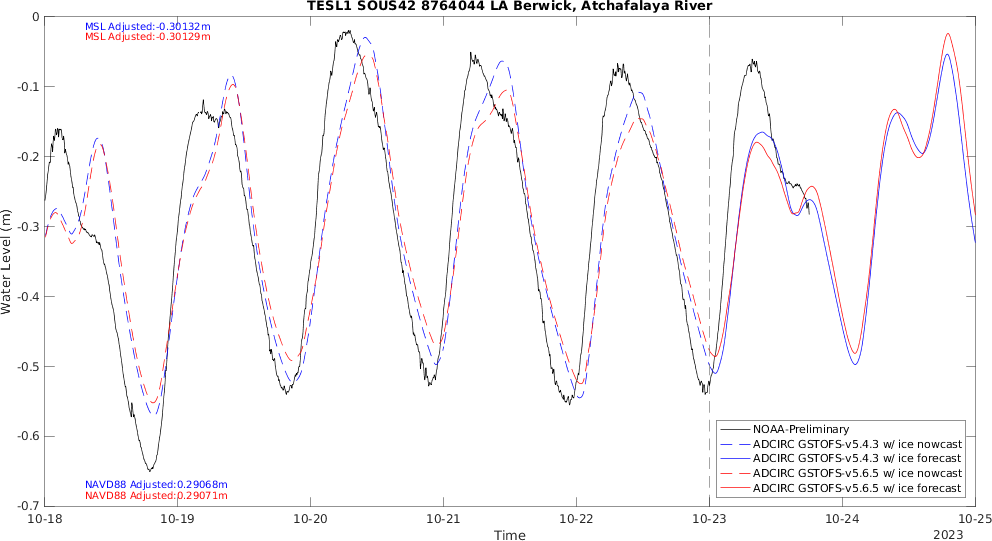 TESL1 SOUS42 8764044 LA Berwick, Atchafalaya River
MSL Adjusted:-0.30132m
MSL Adjusted:-0.30129m
0
-0.1
-0.2
-0.3
-0.4
-0.5
-0.6
-0.7
Water Level (m)
NAVD88 Adjusted:0.29068m
NAVD88 Adjusted:0.29071m
NOAA-Preliminary
ADCIRC GSTOFS-v5.4.3 w/ ice nowcast
ADCIRC GSTOFS-v5.4.3 w/ ice forecast
ADCIRC GSTOFS-v5.6.5 w/ ice nowcast
ADCIRC GSTOFS-v5.6.5 w/ ice forecast
10-18 10-19 10-20 10-21 10-22 10-23 10-24 10-25
Time
2023